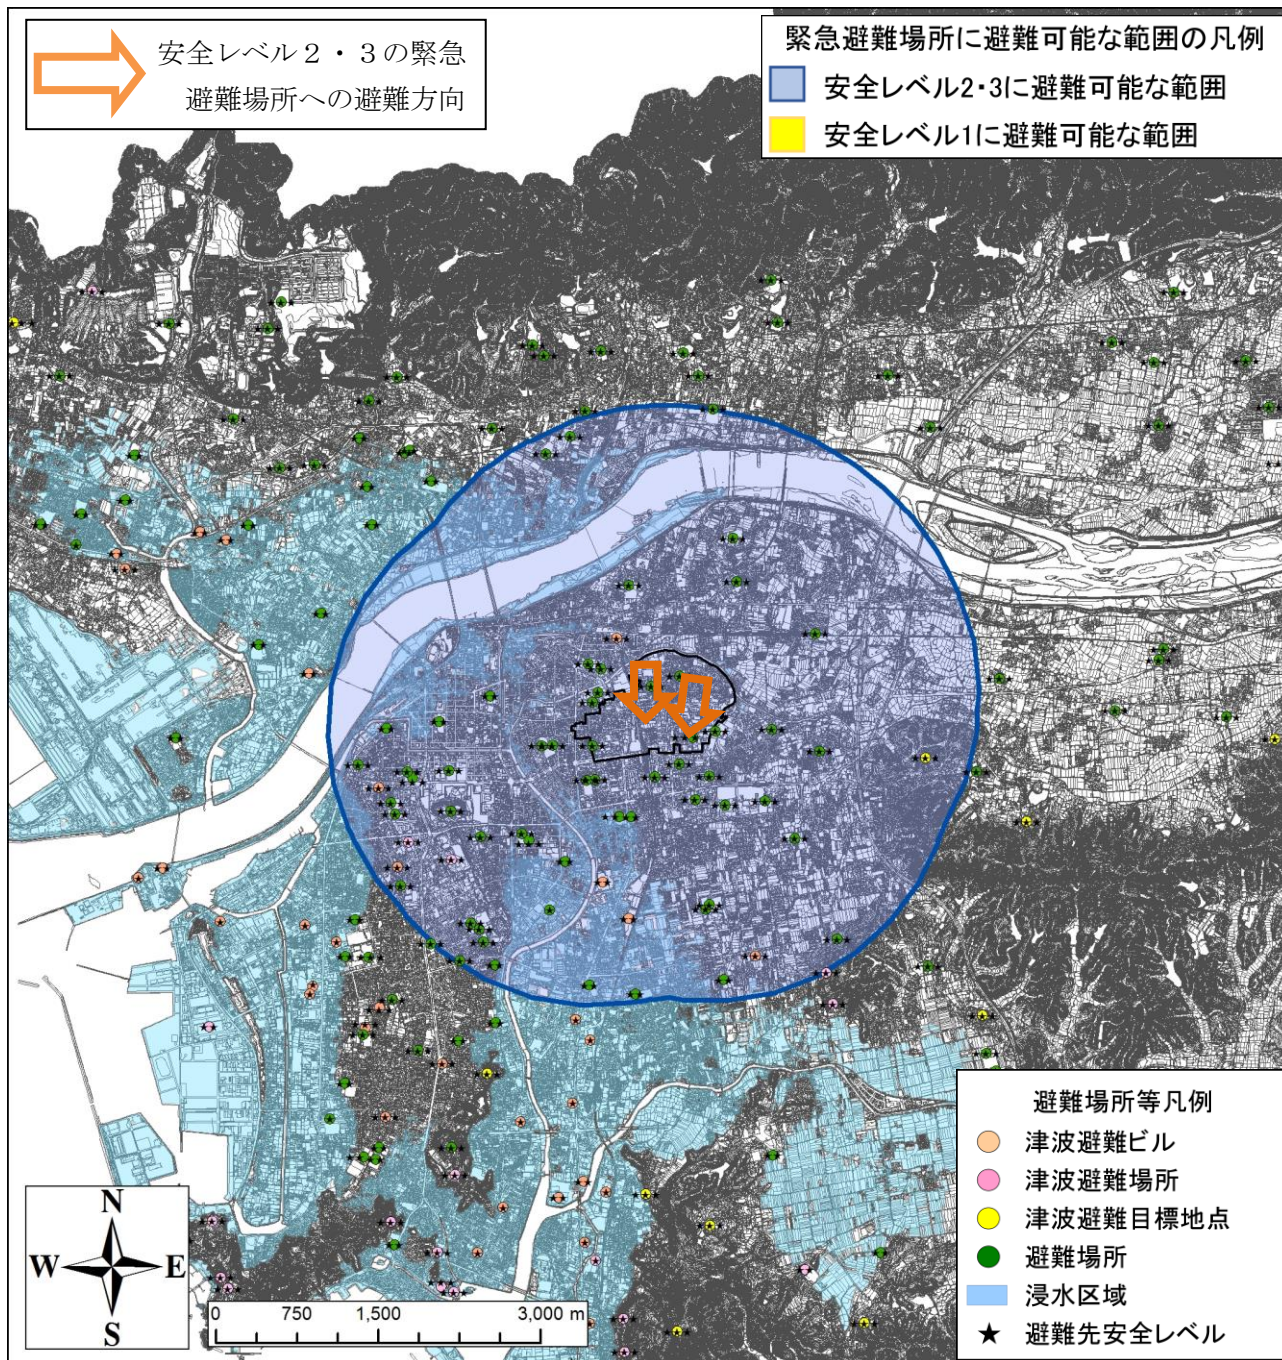 安全レベル２・３の緊急
避難場所への避難方向
緊急避難場所に避難可能な範囲の凡例
安全レベル2・3に避難可能な範囲
安全レベル1に避難可能な範囲
避難場所等凡例
津波避難ビル
津波避難場所
津波避難目標地点
避難場所
浸水区域
避難先安全レベル
N
W E
S
0 750 1,500 3,000 m